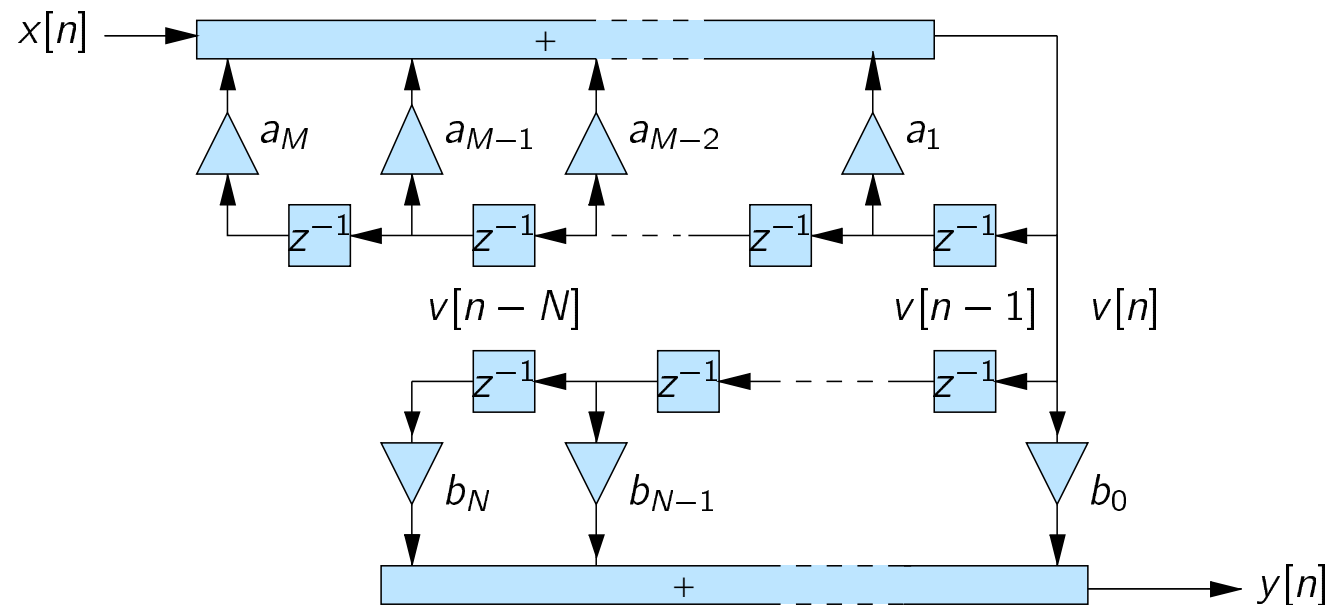 x[n]
+
a_M
a_{M−1}
a_{M−2}
a_1
z^{−1}
z^{−1}
z^{−1}
z^{−1}
v[n − N]
v[n − 1]
v[n]
z^{−1}
z^{−1}
z^{−1}
b_N
b_{N−1}
b_0
+
y[n]